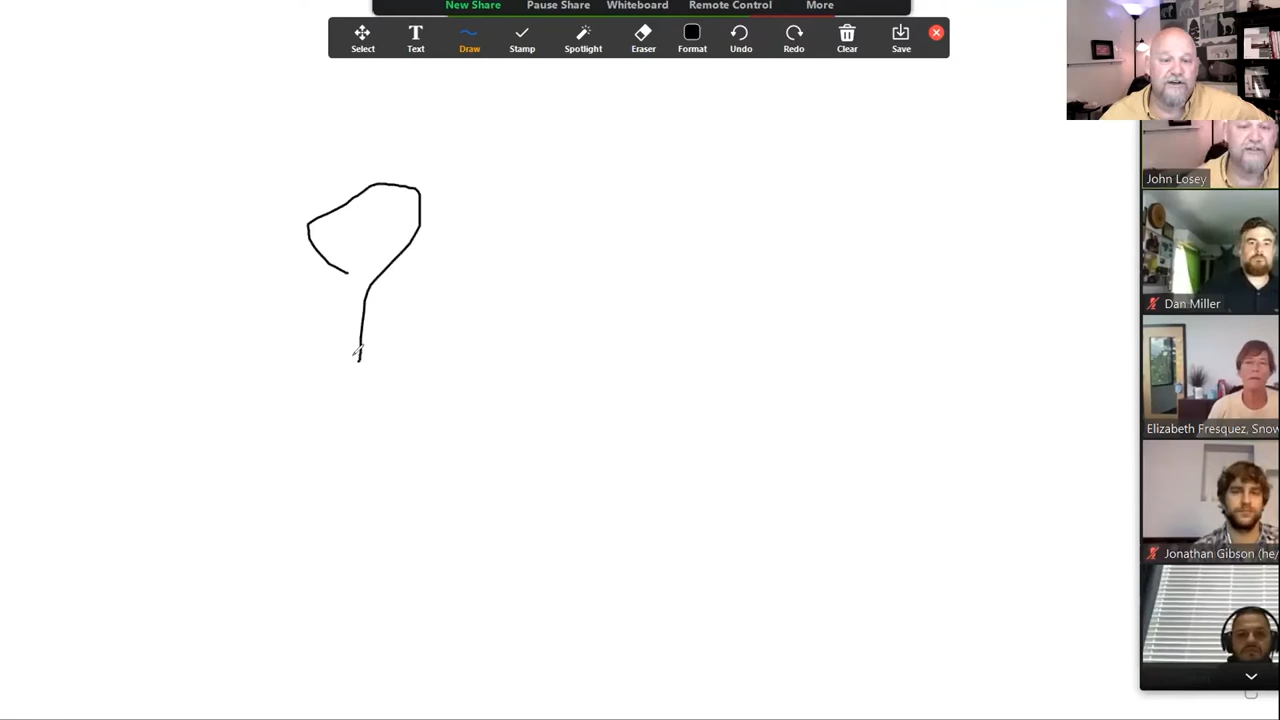 New Share Pause Share Whiteboard Remote Control More
Select Text Draw Stamp Spotlight Eraser Format Undo Redo Clear Save
John Losey
Dan Miller
Elizabeth Fresquez, Snow
Jonathan Gibson (he/